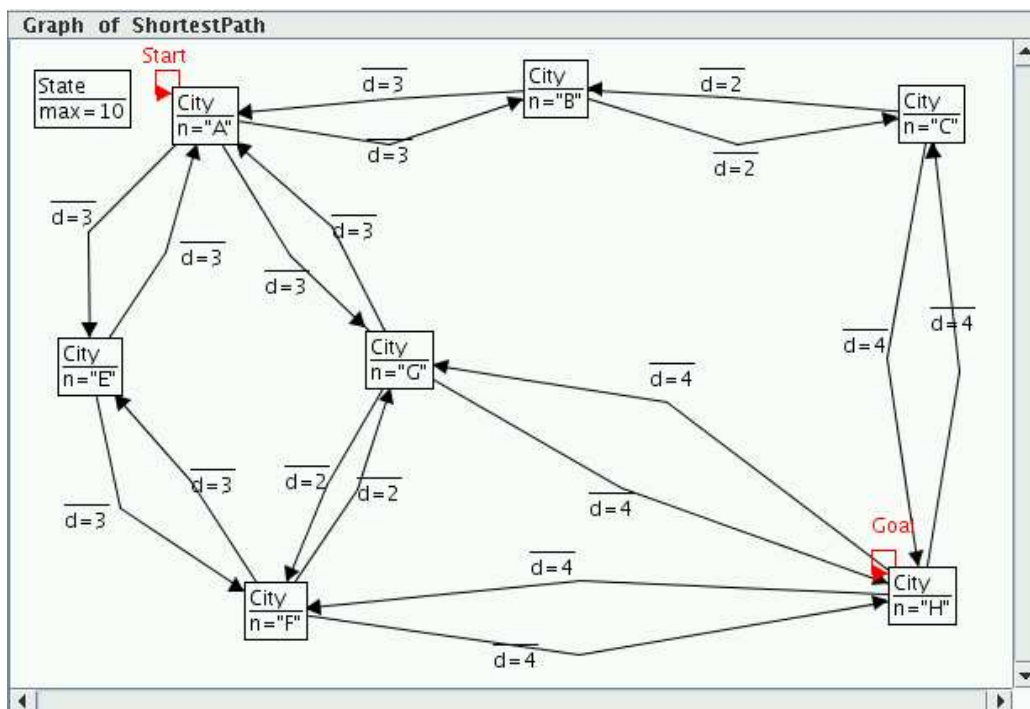 Graph of ShortestPath
Start
State
max=10
City
n="A"
d=3
d=3
City
n="B"
d=2
d=2
City
n="C"
d=3
d=3
d=3
d=3
City
n="E"
City
n="G"
d=4
d=4
d=4
d=3
d=3
d=2
d=2
d=4
Goal
City
n="F"
d=4
d=4
City
n="H"